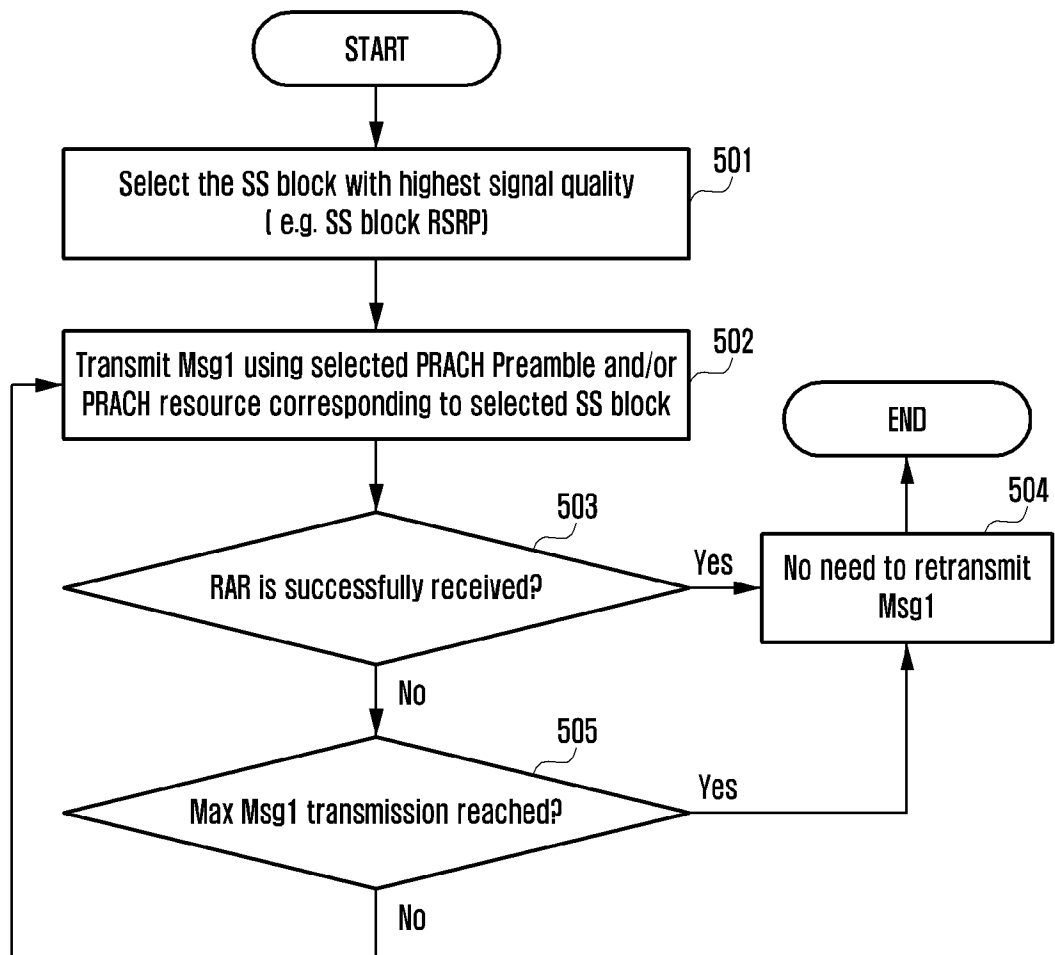 START
501
Select the SS block with highest signal quality
( e.g. SS block RSRP)
502
Transmit Msg1 using selected PRACH Preamble and/or
PRACH resource corresponding to selected SS block
END
503
504
RAR is successfully received?
Yes
No need to retransmit
Msg1
No
505
Max Msg1 transmission reached?
Yes
No